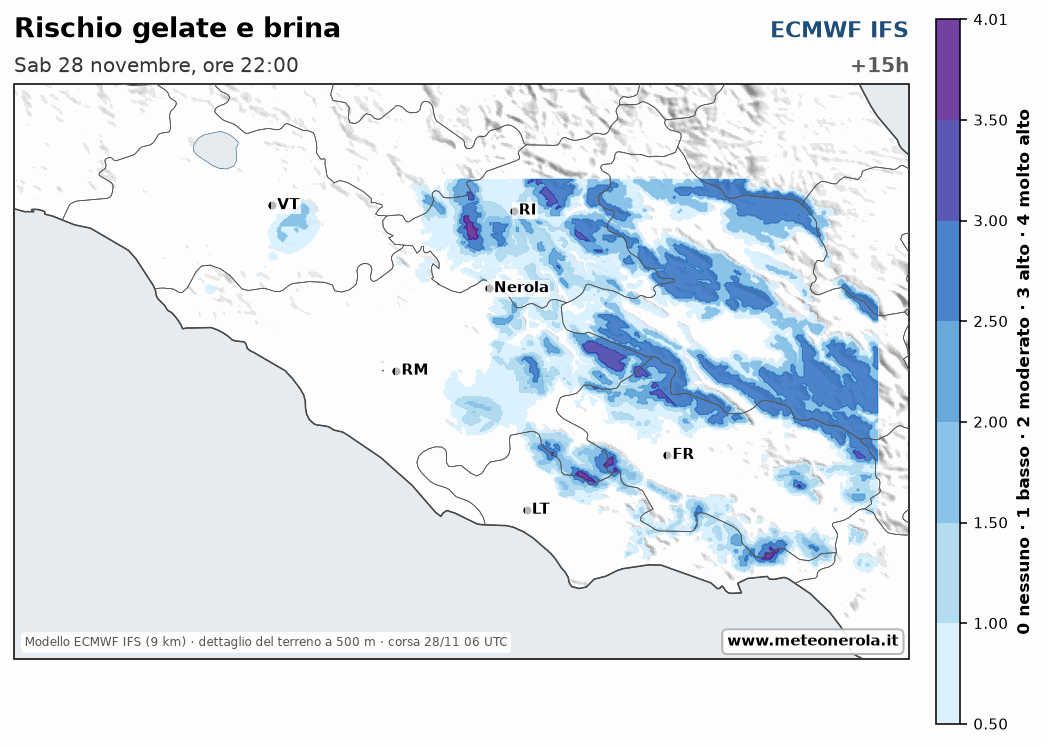 Rischio gelate e brina
ECMWF IFS
Sab 28 novembre, ore 22:00
+15h
VT
RI
Nerola
RM
FR
LT
Modello ECMWF IFS (9 km) · dettaglio del terreno a 500 m · corsa 28/11 06 UTC
www.meteonerola.it
4.01
3.50
3.00
2.50
2.00
1.50
1.00
0.50
0 nessuno · 1 basso · 2 moderato · 3 alto · 4 molto alto